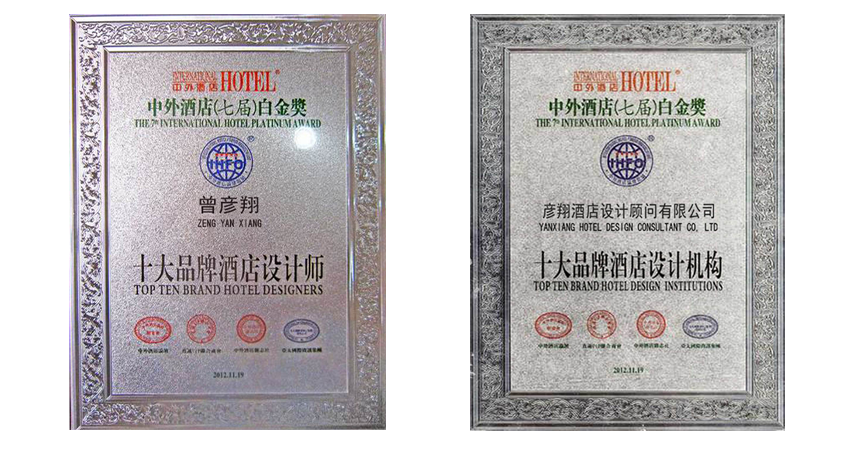 INTERNATIONAL
中外酒店 HOTEL®
中外酒店(七届)白金奖
THE 7th INTERNATIONAL HOTEL PLATINUM AWARD
IHFO
曾彦翔
ZENG YAN XIANG
十大品牌酒店设计师
TOP TEN BRAND HOTEL DESIGNERS
2012.11.19
INTERNATIONAL
中外酒店 HOTEL®
中外酒店(七届)白金奖
THE 7th INTERNATIONAL HOTEL PLATINUM AWARD
IHFO
彦翔酒店设计顾问有限公司
YANXIANG HOTEL DESIGN CONSULTANT CO, LTD
十大品牌酒店设计机构
TOP TEN BRAND HOTEL DESIGN INSTITUTIONS
2012.11.19